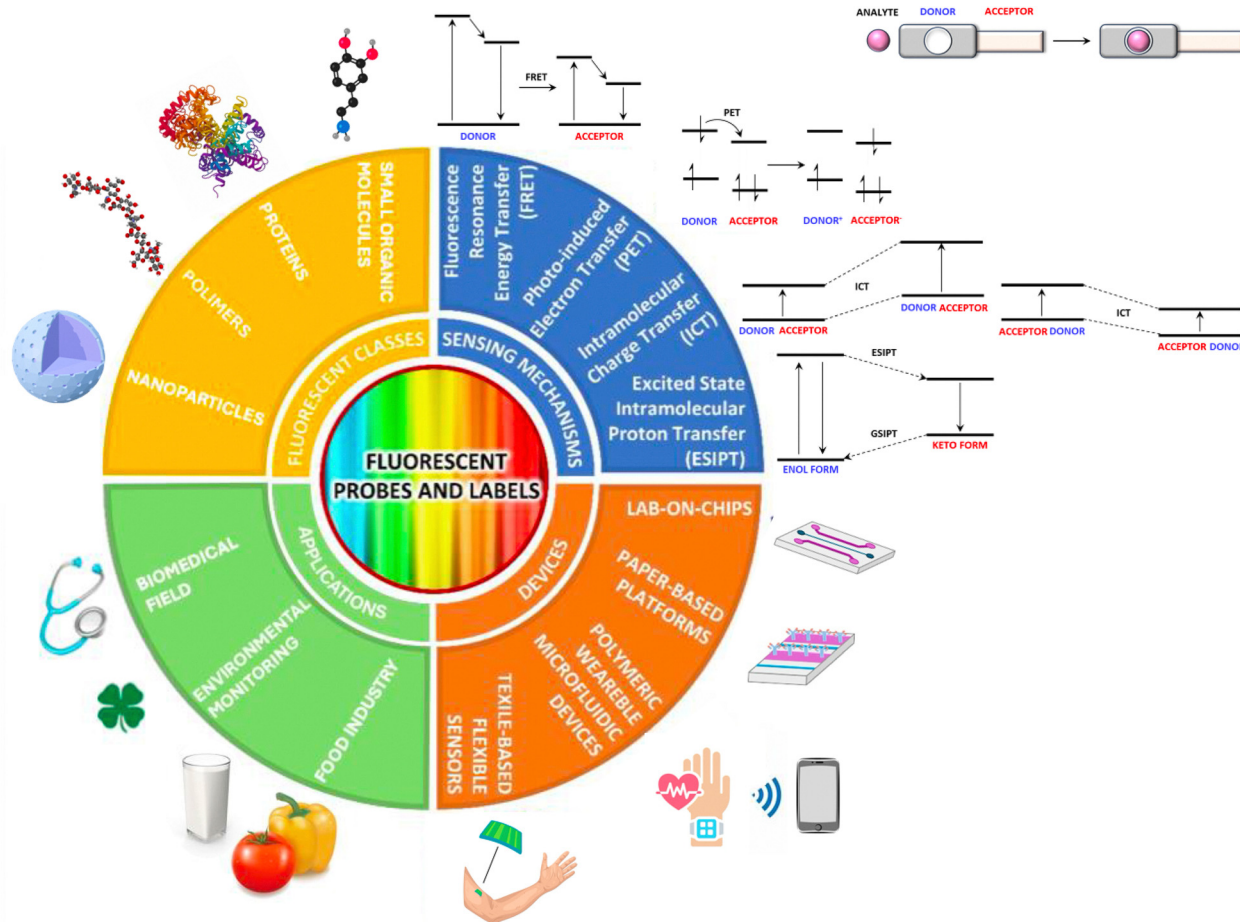 ANALYTE DONOR ACCEPTOR
FRET
DONOR
ACCEPTOR
PET
DONOR
ACCEPTOR
DONOR⁺
ACCEPTOR⁻
ICT
DONOR ACCEPTOR
DONOR ACCEPTOR
ICT
ACCEPTOR DONOR
ACCEPTOR DONOR
ESIPT
GSIPT
ENOL FORM
KETO FORM
FLUORESCENT
PROBES AND LABELS
FLUORESCENT CLASSES
NANOPARTICLES
POLIMERS
PROTEINS
SMALL ORGANIC
MOLECULES
SENSING MECHANISMS
Fluorescence
Resonance
Energy Transfer
(FRET)
Photo-induced
Electron Transfer
(PET)
Intramolecular
Charge Transfer
(ICT)
Excited State
Intramolecular
Proton Transfer
(ESIPT)
DEVICES
LAB-ON-CHIPS
PAPER-BASED
PLATFORMS
POLYMERIC
WEAREBLE
MICROFLUIDIC
DEVICES
TEXILE-BASED
FLEXIBLE
SENSORS
APPLICATIONS
BIOMEDICAL
FIELD
ENVIRONMENTAL
MONITORING
FOOD INDUSTRY